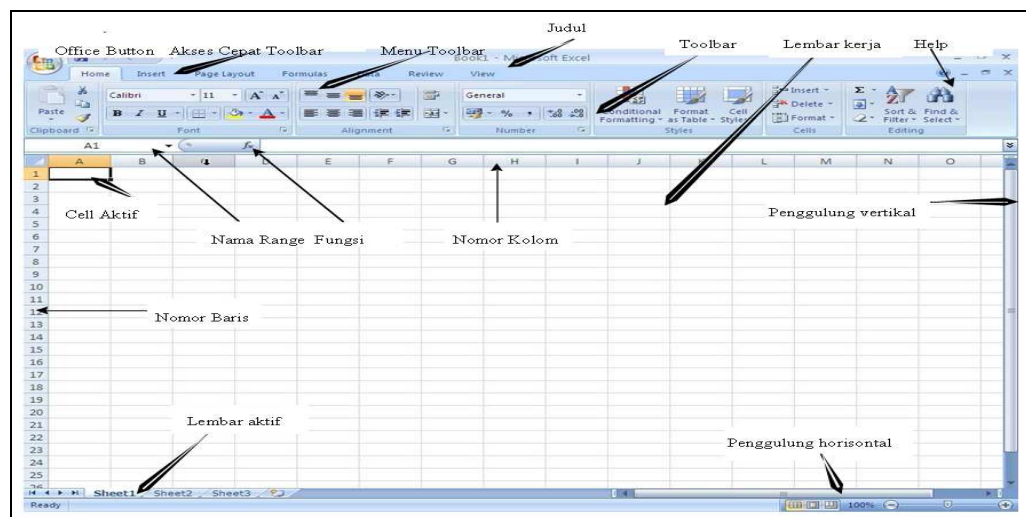 Judul
Office Button Akses Cepat Toolbar Menu Toolbar Toolbar Lembar kerja Help
Book1 - Microsoft Excel
Home Insert Page Layout Formulas Data Review View
Calibri 11 A A General Insert Σ
Paste B I U A % , Conditional Formatting Format as Table Cell Styles Delete Format Sort & Filter Find & Select
Clipboard Font Alignment Number Styles Cells Editing
A1 fx
A B E F G H I J K L M N O
1
2
3
4 Cell Aktif Penggulung vertikal
5
6 Nama Range Fungsi Nomor Kolom
7
8
9
10
11
12 Nomor Baris
13
14
15
16
17
18
19
20
21 Lembar aktif
22 Penggulung horisontal
23
24
25
26
Sheet1 Sheet2 Sheet3
Ready 100%